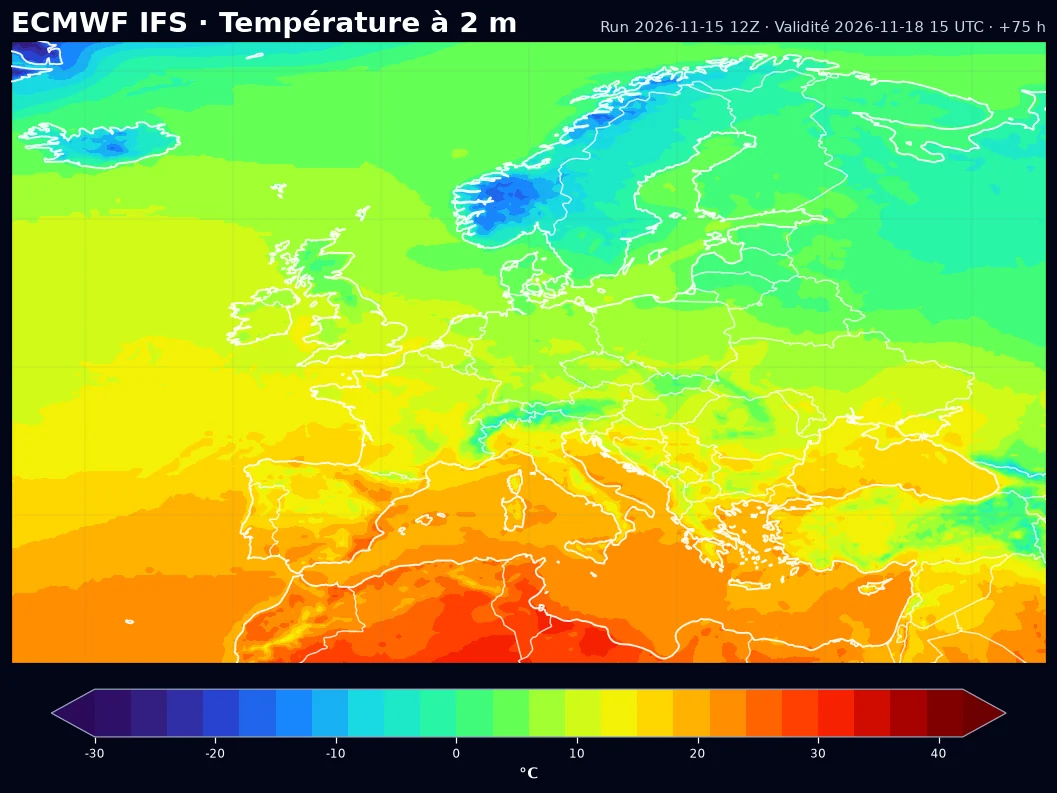 ECMWF IFS · Température à 2 m
Run 2026-11-15 12Z · Validité 2026-11-18 15 UTC · +75 h
-30 -20 -10 0 10 20 30 40
°C